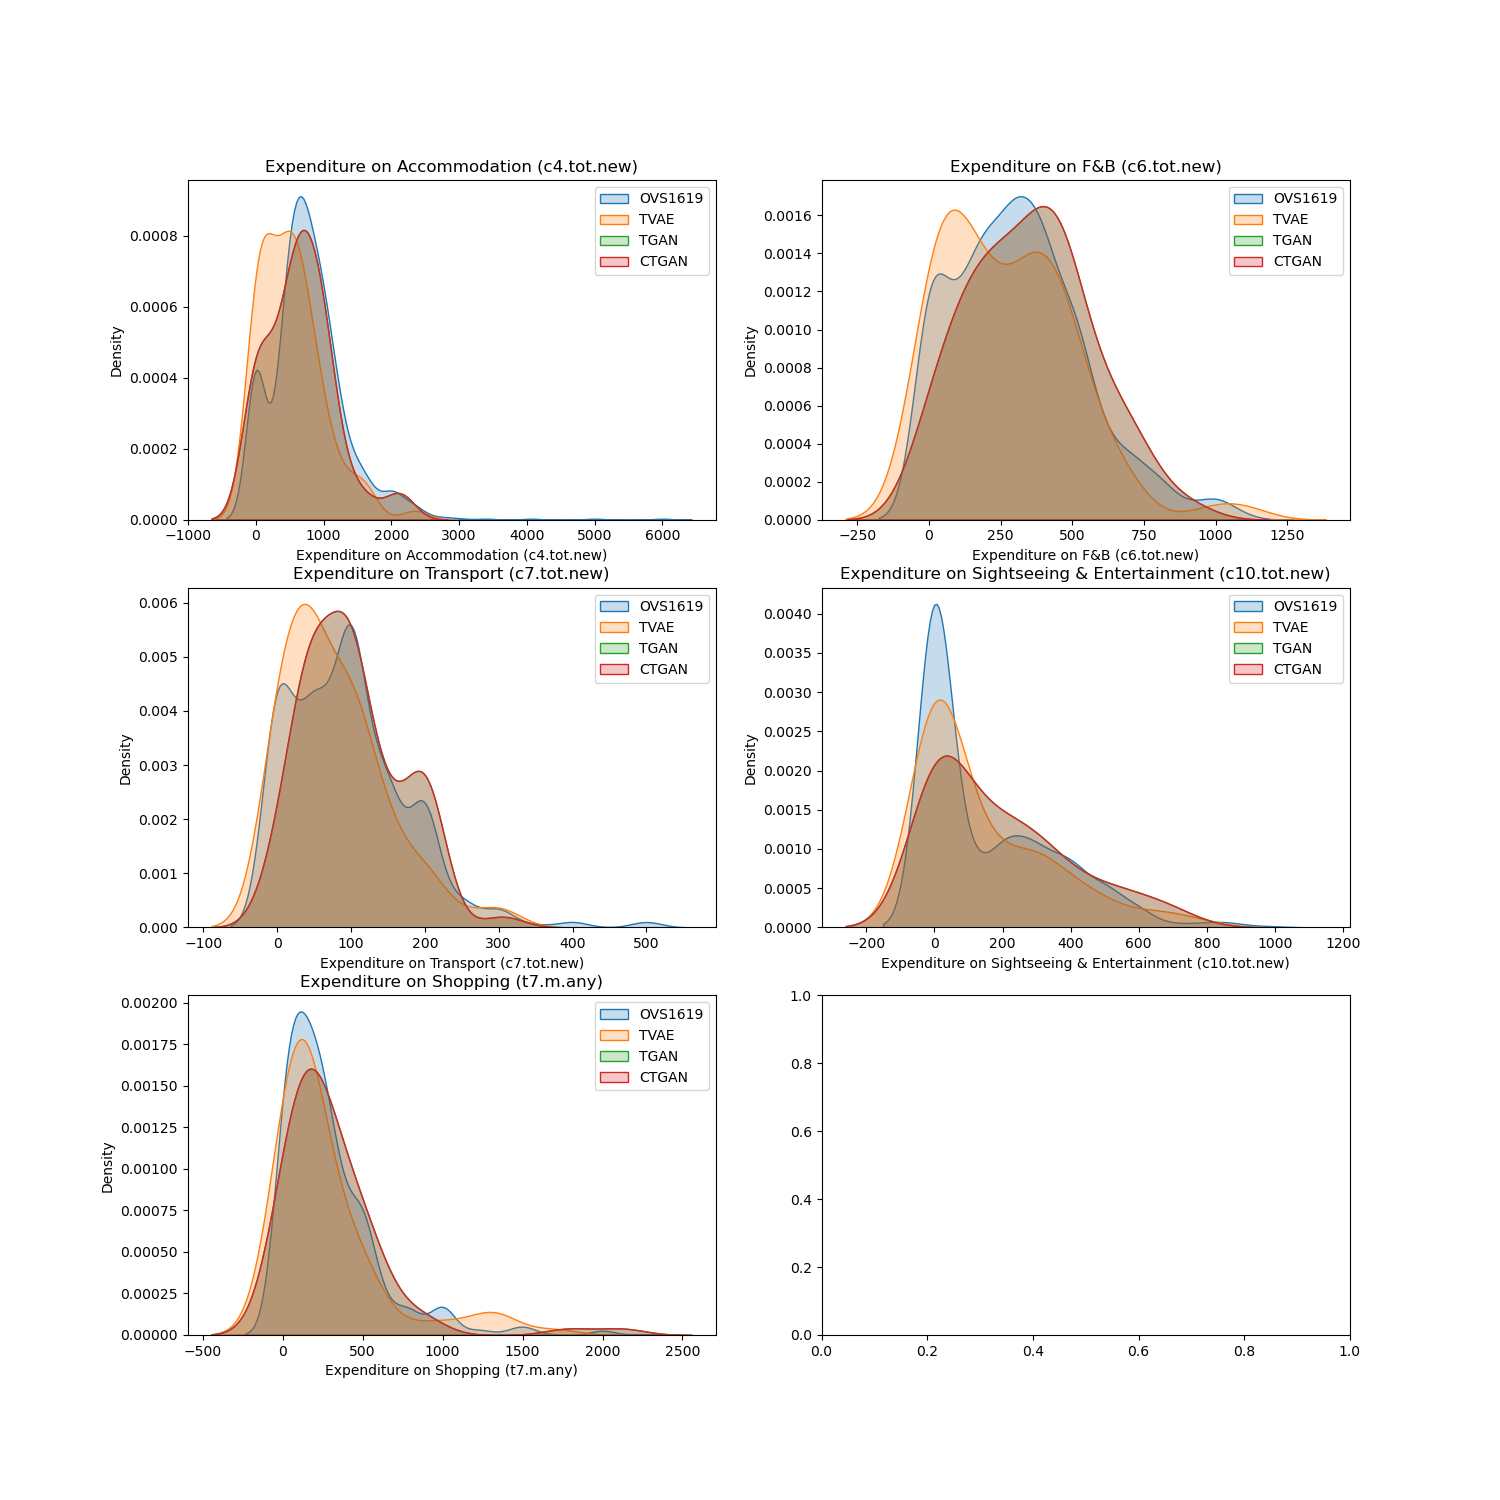 Expenditure on Accommodation (c4.tot.new)
OVS1619
TVAE
TGAN
CTGAN
0.0008
0.0006
0.0004
0.0002
0.0000
Density
−1000 0 1000 2000 3000 4000 5000 6000
Expenditure on Accommodation (c4.tot.new)
Expenditure on F&B (c6.tot.new)
OVS1619
TVAE
TGAN
CTGAN
0.0016
0.0014
0.0012
0.0010
0.0008
0.0006
0.0004
0.0002
0.0000
Density
−250 0 250 500 750 1000 1250
Expenditure on F&B (c6.tot.new)
Expenditure on Transport (c7.tot.new)
OVS1619
TVAE
TGAN
CTGAN
0.006
0.005
0.004
0.003
0.002
0.001
0.000
Density
−100 0 100 200 300 400 500
Expenditure on Transport (c7.tot.new)
Expenditure on Sightseeing & Entertainment (c10.tot.new)
OVS1619
TVAE
TGAN
CTGAN
0.0040
0.0035
0.0030
0.0025
0.0020
0.0015
0.0010
0.0005
0.0000
Density
−200 0 200 400 600 800 1000 1200
Expenditure on Sightseeing & Entertainment (c10.tot.new)
Expenditure on Shopping (t7.m.any)
OVS1619
TVAE
TGAN
CTGAN
0.00200
0.00175
0.00150
0.00125
0.00100
0.00075
0.00050
0.00025
0.00000
Density
−500 0 500 1000 1500 2000 2500
Expenditure on Shopping (t7.m.any)
1.0
0.8
0.6
0.4
0.2
0.0
0.0 0.2 0.4 0.6 0.8 1.0